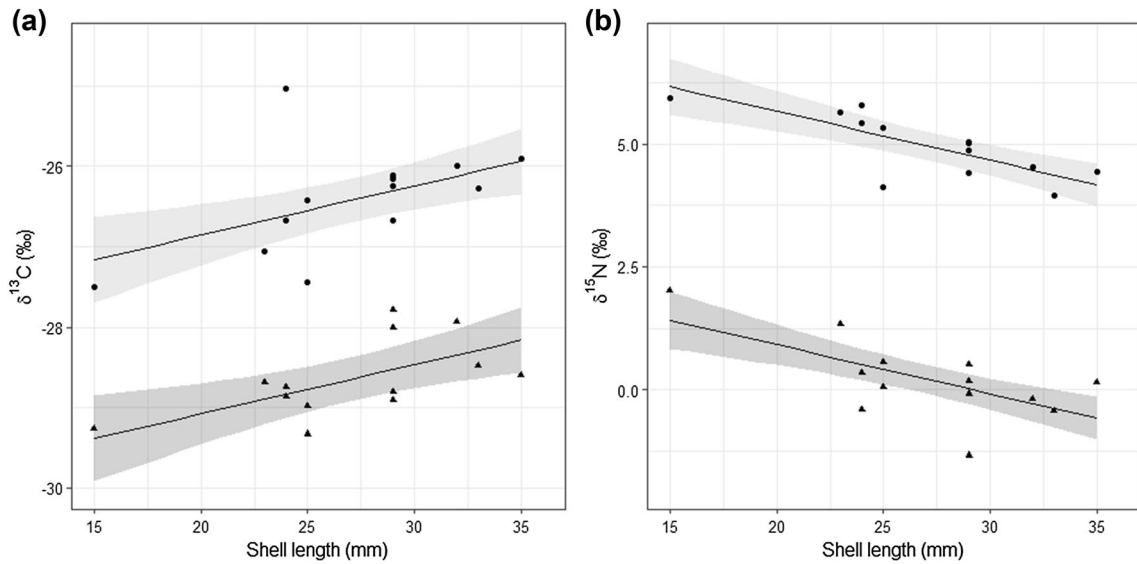 (a)
δ¹³C (‰)
-26
-28
-30
15 20 25 30 35
Shell length (mm)
(b)
δ¹⁵N (‰)
5.0
2.5
0.0
15 20 25 30 35
Shell length (mm)